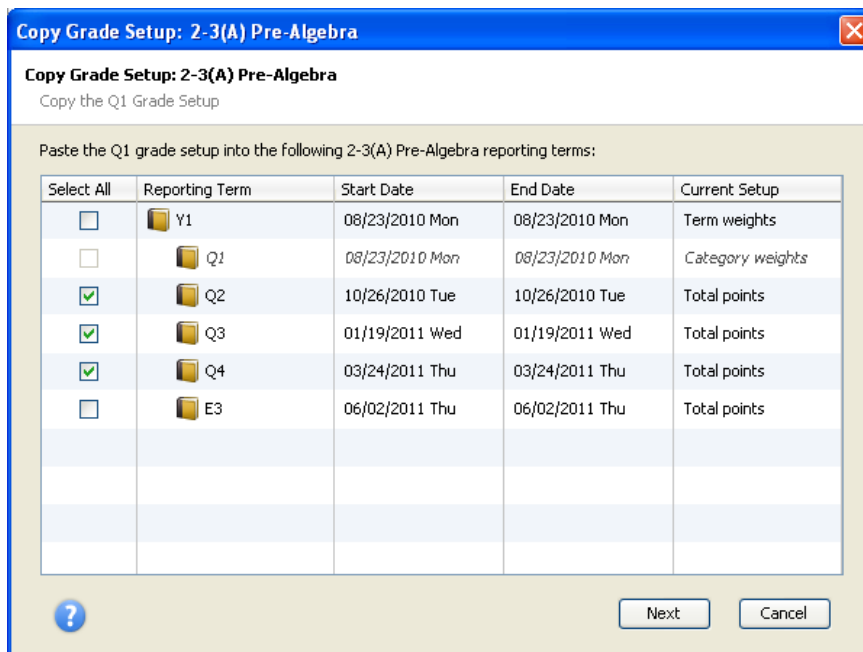 Copy Grade Setup: 2-3(A) Pre-Algebra
Copy Grade Setup: 2-3(A) Pre-Algebra
Copy the Q1 Grade Setup
Paste the Q1 grade setup into the following 2-3(A) Pre-Algebra reporting terms:
Select All Reporting Term Start Date End Date Current Setup
Y1 08/23/2010 Mon 08/23/2010 Mon Term weights
Q1 08/23/2010 Mon 08/23/2010 Mon Category weights
Q2 10/26/2010 Tue 10/26/2010 Tue Total points
Q3 01/19/2011 Wed 01/19/2011 Wed Total points
Q4 03/24/2011 Thu 03/24/2011 Thu Total points
E3 06/02/2011 Thu 06/02/2011 Thu Total points
? Next Cancel